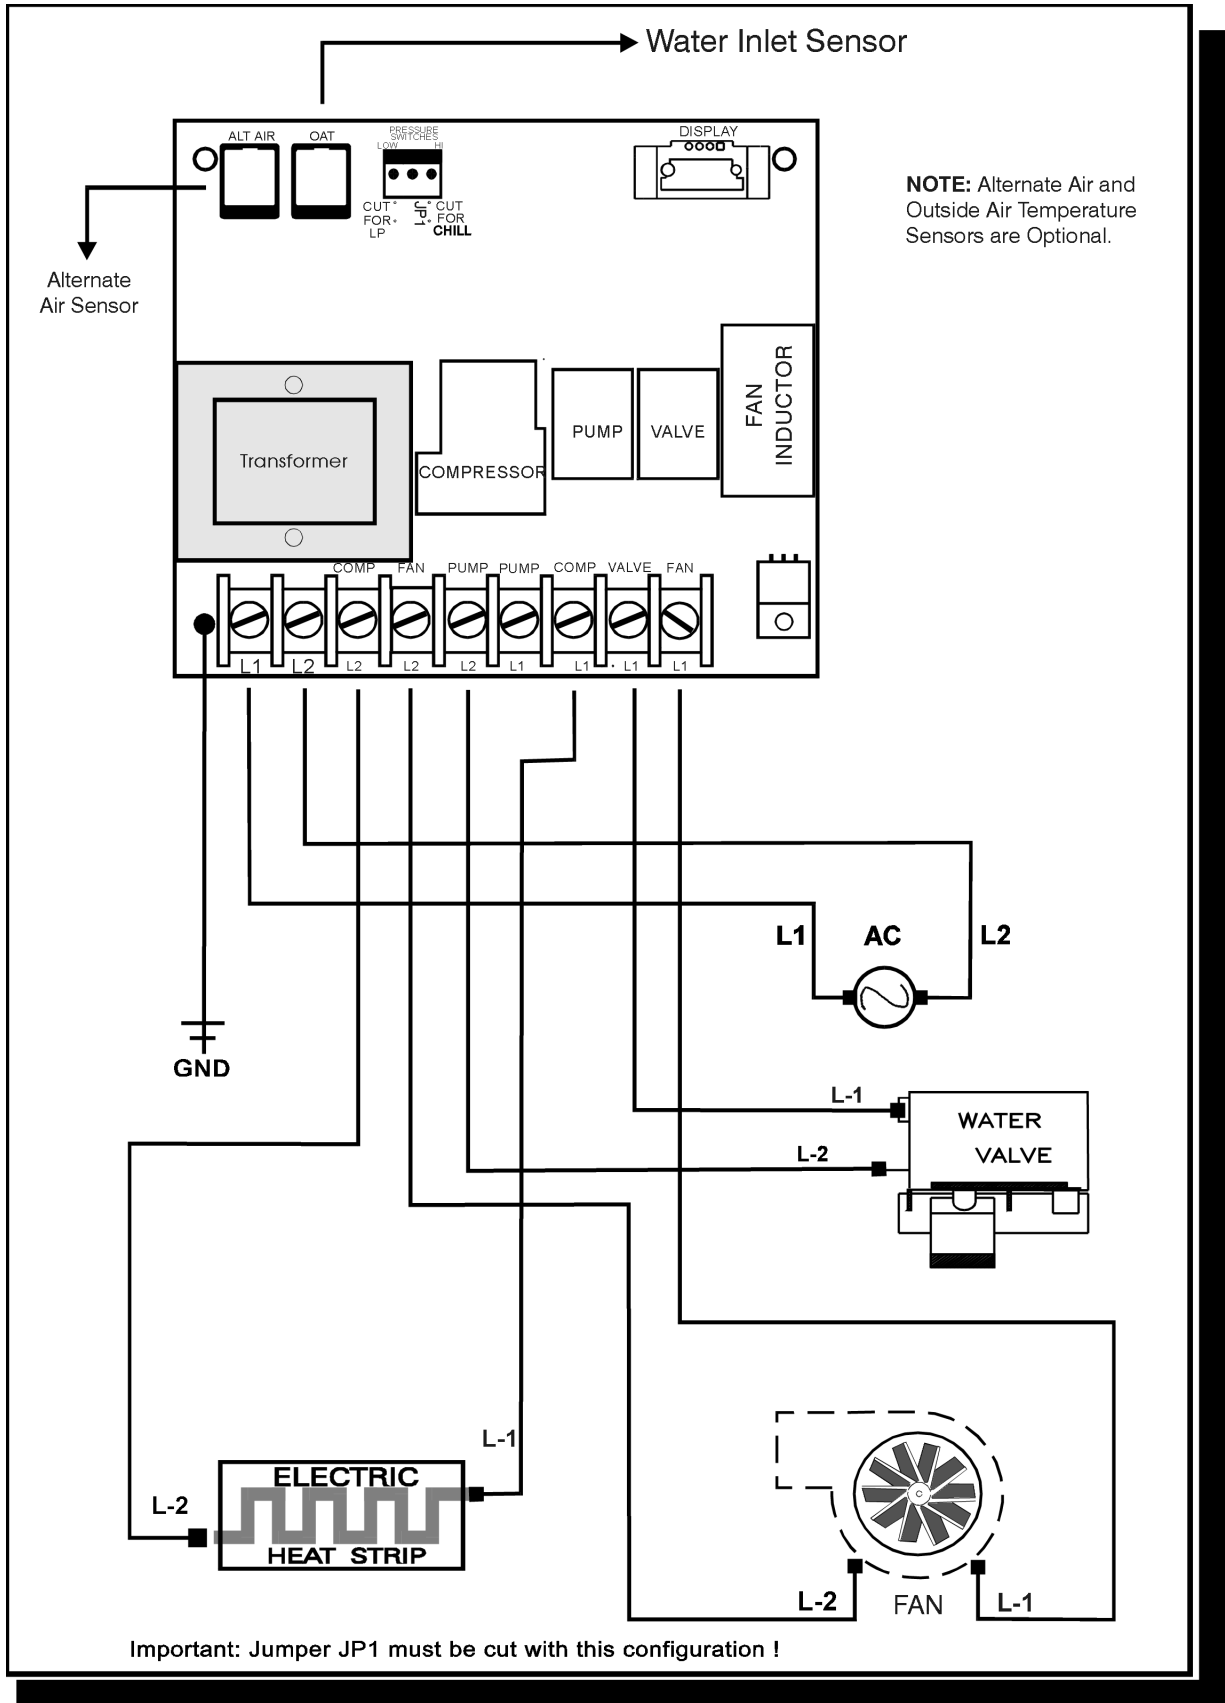 Water Inlet Sensor
ALT AIR
OAT
PRESSURE
SWITCHES
LOW
HI
DISPLAY
CUT
FOR
LP
JP1
CUT
FOR
CHILL
NOTE: Alternate Air and
Outside Air Temperature
Sensors are Optional.
Alternate
Air Sensor
Transformer
COMPRESSOR
PUMP
VALVE
FAN
INDUCTOR
COMP
FAN
PUMP
PUMP
COMP
VALVE
FAN
L1
L2
L2
L2
L2
L1
L1
L1
L1
L1
AC
L2
GND
L-1
WATER
VALVE
L-2
L-1
ELECTRIC
L-2
HEAT STRIP
C
L-2
FAN
L-1
Important: Jumper JP1 must be cut with this configuration !